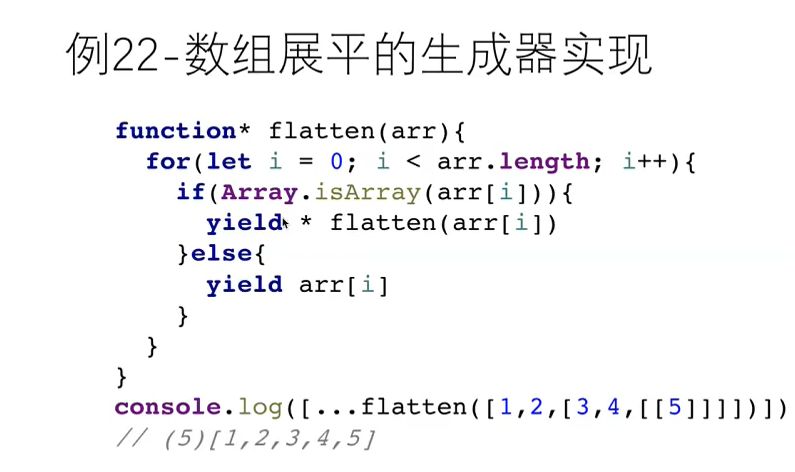 例22-数组展平的生成器实现
function* flatten(arr){
for(let i = 0; i < arr.length; i++){
if(Array.isArray(arr[i])){
yield * flatten(arr[i])
}else{
yield arr[i]
}
}
}
console.log([...flatten([1,2,[3,4,[[5]]]])])
// (5)[1,2,3,4,5]